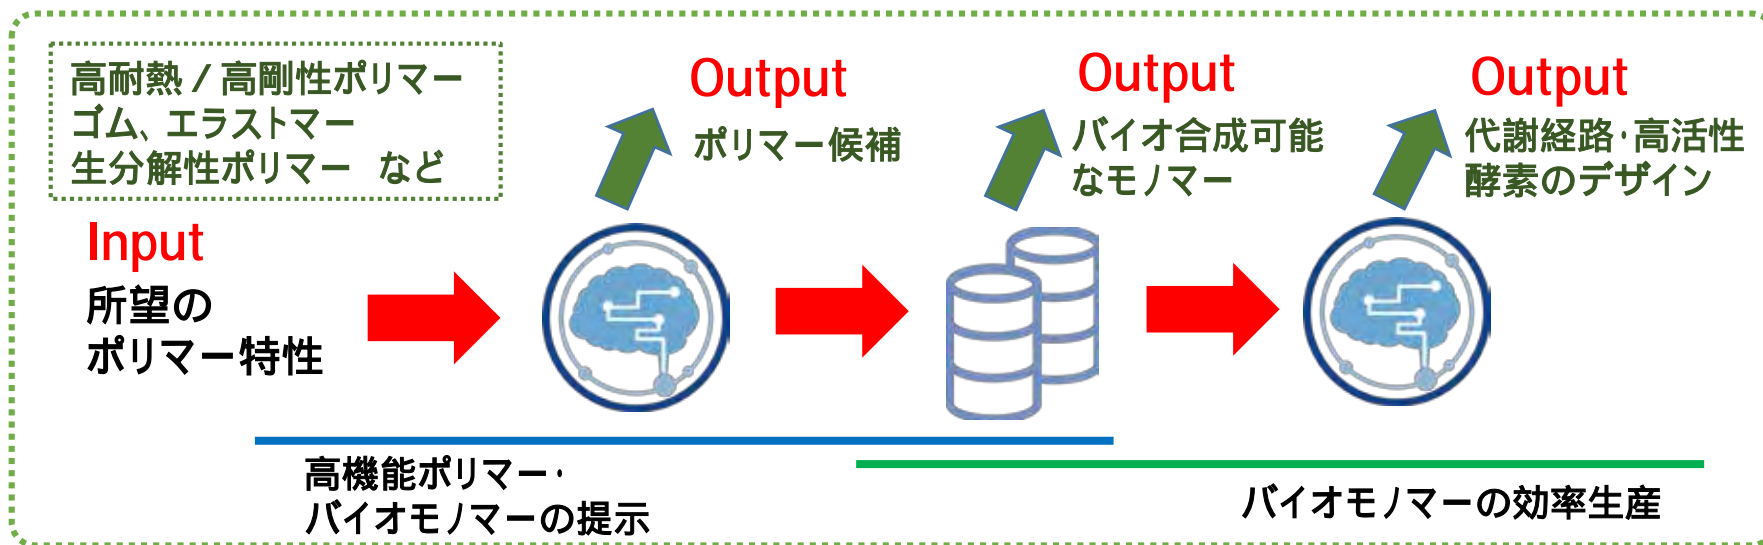 高耐熱 / 高剛性ポリマー
ゴム、エラストマー
生分解性ポリマー　など
Input
所望の
ポリマー特性
Output
ポリマー候補
Output
バイオ合成可能
なモノマー
Output
代謝経路･高活性
酵素のデザイン
高機能ポリマー･
バイオモノマーの提示
バイオモノマーの効率生産